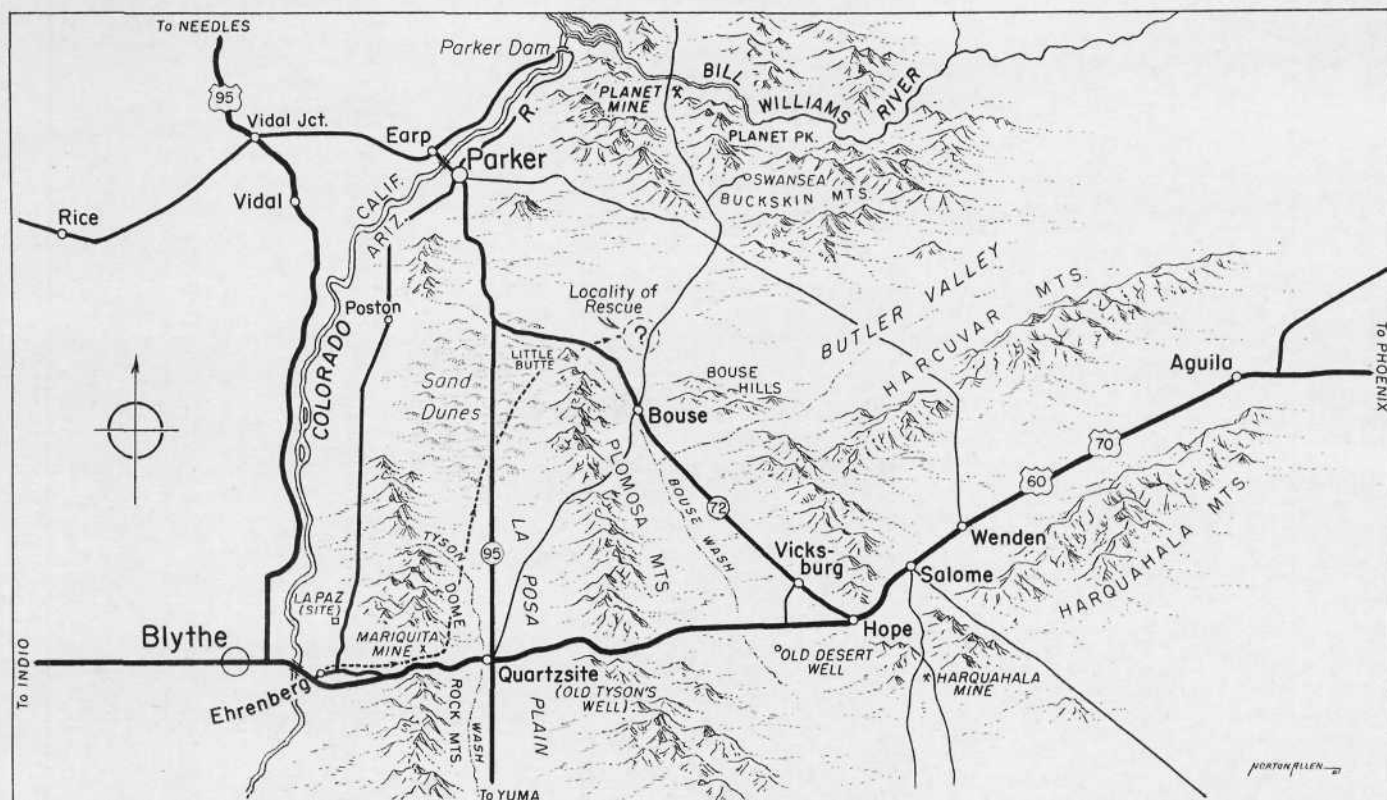 To NEEDLES
Parker Dam
95
Vidal Jct.
Earp
Parker
R.
BILL
WILLIAMS
RIVER
PLANET
MINE
PLANET PK.
SWANSEA
BUCKSKIN MTS.
Rice
Vidal
CALIF.
ARIZ.
Poston
COLORADO
Locality of
Rescue
?
LITTLE
BUTTE
Sand
Dunes
BUTLER VALLEY
HARCUVAR MTS.
BOUSE
HILLS
Bouse
Aguila
To PHOENIX
70
60
HARQUAHALA MTS.
PLOMOSA
MTS
BOUSE WASH
72
Wenden
Vicks-
burg
Salome
Hope
95
LA
POSA
PLAIN
TYSON
WASH
DOME
ROCK MTS
LA PAZ
(SITE)
MARIQUITA
MINE X
Blythe
To INDIO
Ehrenberg
Quartzsite
(OLD TYSON'S
WELL)
OLD DESERT
WELL
HARQUAHALA
MINE
To YUMA
NORTON ALLEN